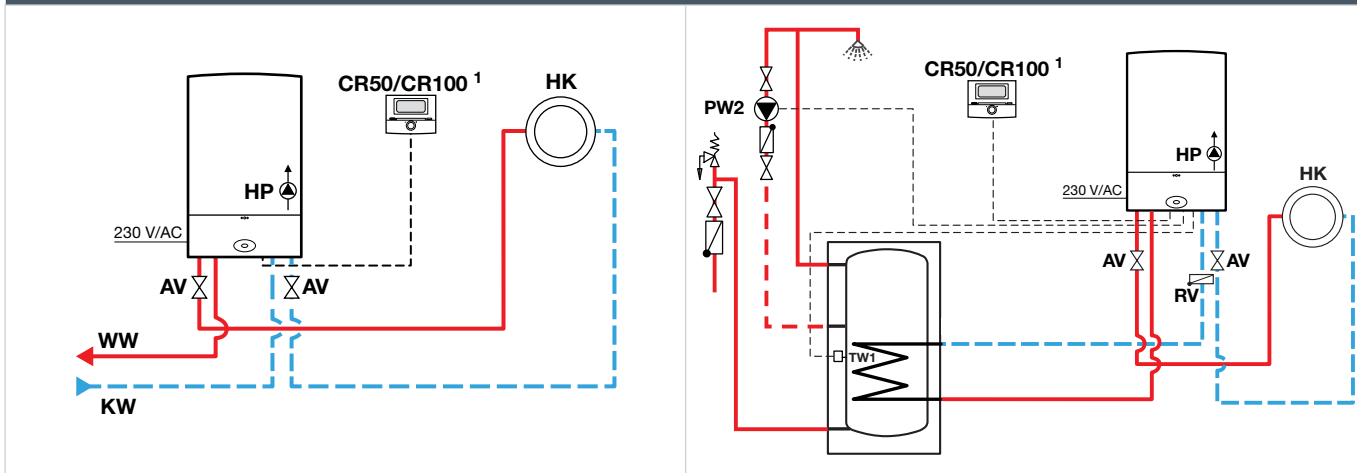 CR50/CR100 1
HK
HP
230 V/AC
AV
AV
WW
KW
PW2
CR50/CR100 1
HP
HK
230 V/AC
AV
AV
RV
TW1